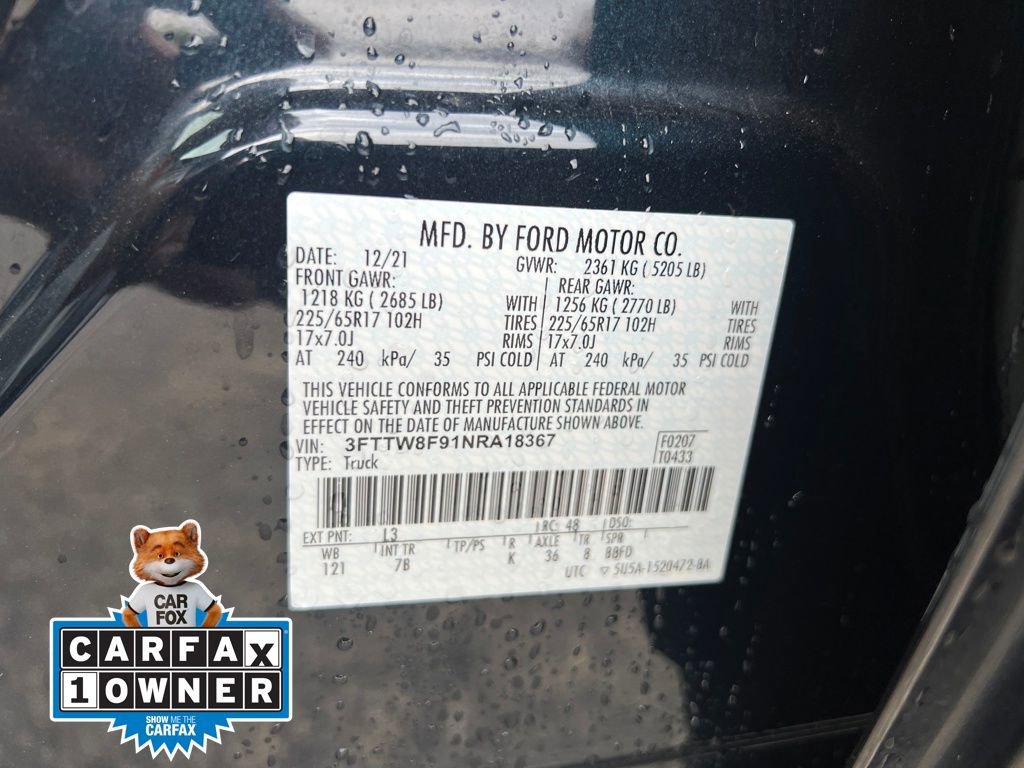 MFD. BY FORD MOTOR CO.
DATE: 12/21 GVWR: 2361 KG ( 5205 LB)
FRONT GAWR: REAR GAWR:
1218 KG ( 2685 LB) WITH 1256 KG ( 2770 LB) WITH
225/65R17 102H TIRES 225/65R17 102H TIRES
17x7.0J RIMS 17x7.0J RIMS
AT 240 kPa/ 35 PSI COLD AT 240 kPa/ 35 PSI COLD
THIS VEHICLE CONFORMS TO ALL APPLICABLE FEDERAL MOTOR
VEHICLE SAFETY AND THEFT PREVENTION STANDARDS IN
EFFECT ON THE DATE OF MANUFACTURE SHOWN ABOVE.
VIN: 3FTTW8F91NRA18367 F0207
TYPE: Truck T0433
EXT PNT: L3 RC: 48 DSO:
WB INT TR TP/PS R AXLE TR SPR
121 7B K 36 8 BBFD
UTC ▽ 5U5A-1520472-BA
CAR
FOX
CARFAX
1 OWNER
SHOW ME THE
CARFAX